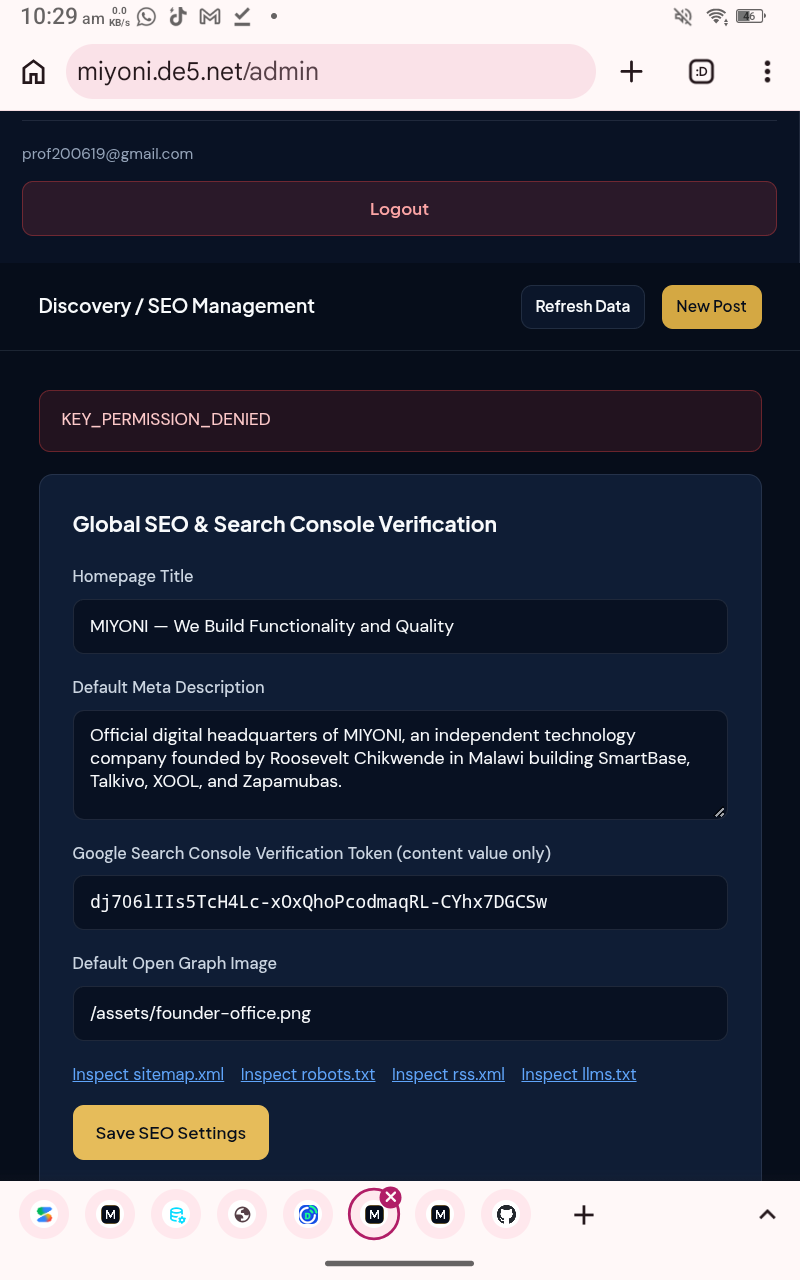 10:29 am
0.0
KB/s
46
miyoni.de5.net/admin
:D
prof200619@gmail.com
Logout
Discovery / SEO Management
Refresh Data
New Post
KEY_PERMISSION_DENIED
Global SEO & Search Console Verification
Homepage Title
MIYONI — We Build Functionality and Quality
Default Meta Description
Official digital headquarters of MIYONI, an independent technology
company founded by Roosevelt Chikwende in Malawi building SmartBase,
Talkivo, XOOL, and Zapamubas.
Google Search Console Verification Token (content value only)
dj7O6lIIs5TcH4Lc-xOxQhoPcodmaqRL-CYhx7DGCSw
Default Open Graph Image
/assets/founder-office.png
Inspect sitemap.xml Inspect robots.txt Inspect rss.xml Inspect llms.txt
Save SEO Settings
M
M
M